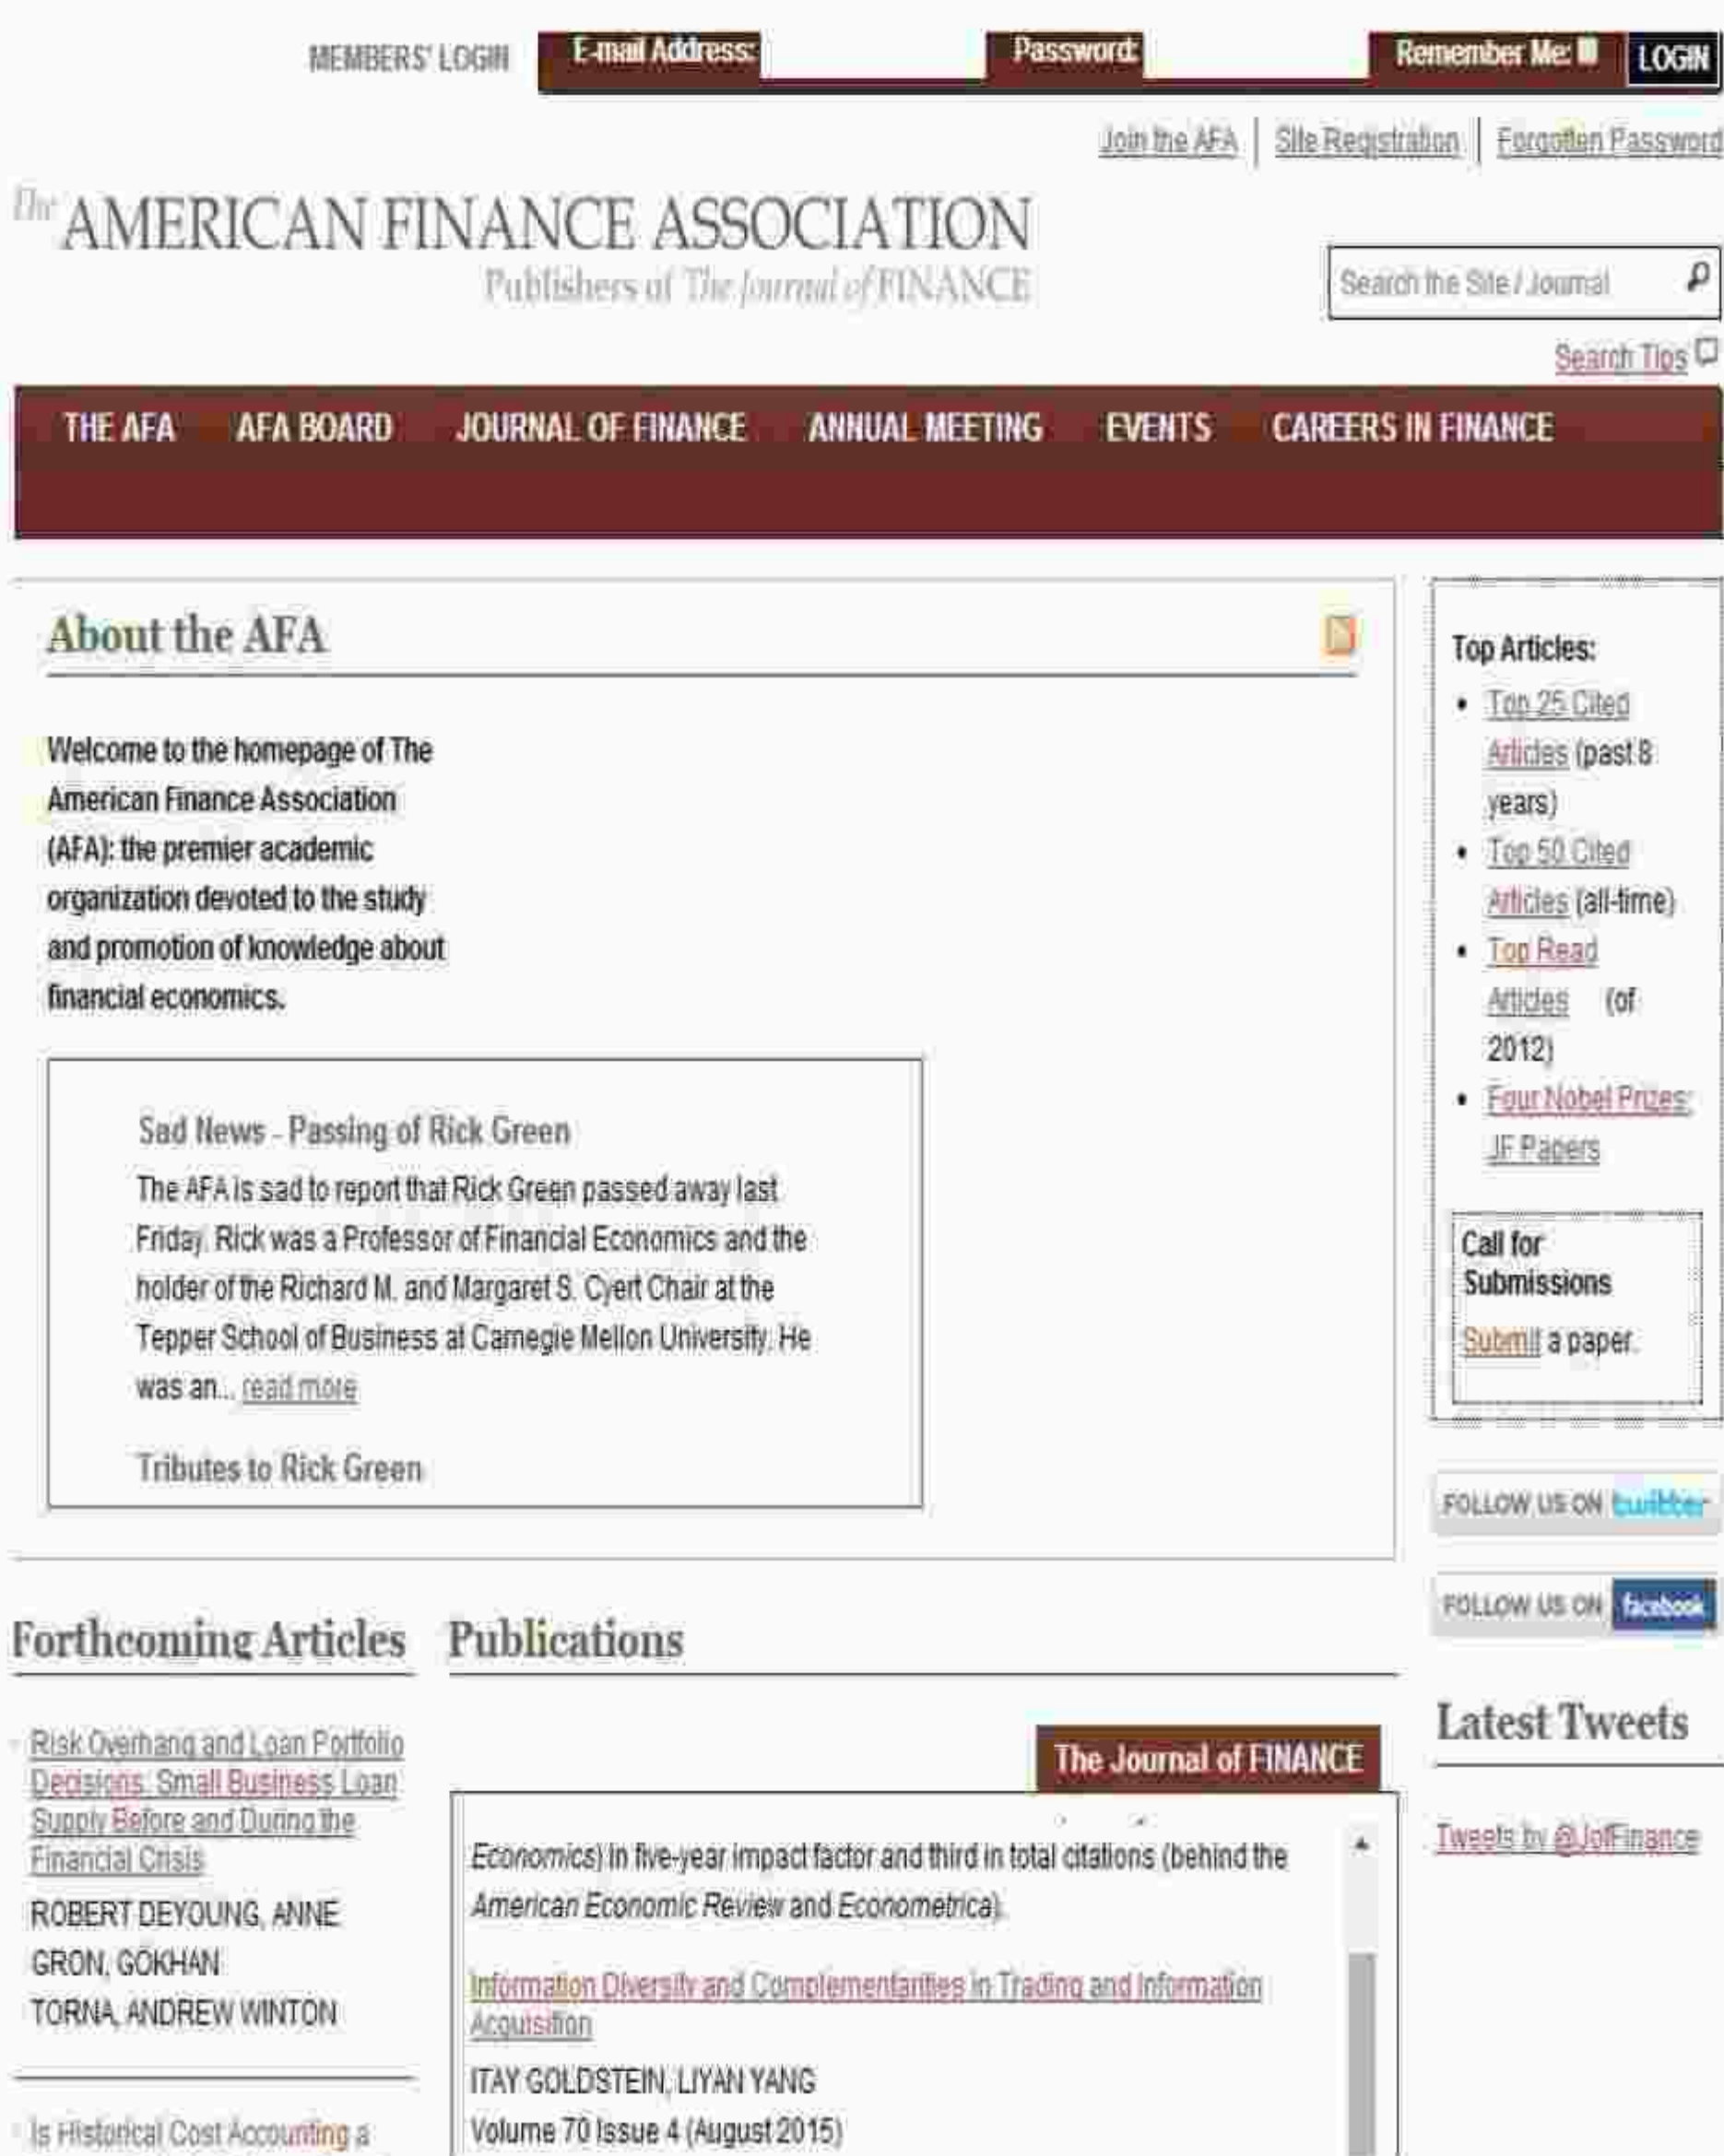 MEMBERS' LOGIN E-mail Address: Password: Remember Me: LOGIN
Join the AFA Site Registration Forgotten Password
The AMERICAN FINANCE ASSOCIATION
Publishers of The Journal of FINANCE
Search the Site / Journal
Search Tips
THE AFA AFA BOARD JOURNAL OF FINANCE ANNUAL MEETING EVENTS CAREERS IN FINANCE
About the AFA
Welcome to the homepage of The
American Finance Association
(AFA): the premier academic
organization devoted to the study
and promotion of knowledge about
financial economics.
Sad News - Passing of Rick Green
The AFA is sad to report that Rick Green passed away last
Friday. Rick was a Professor of Financial Economics and the
holder of the Richard M. and Margaret S. Cyert Chair at the
Tepper School of Business at Carnegie Mellon University. He
was an... read more
Tributes to Rick Green
Top Articles:
• Top 25 Cited
Articles (past 8
years)
• Top 50 Cited
Articles (all-time)
• Top Read
Articles (of
2012)
• Four Nobel Prizes:
JF Papers
Call for
Submissions
Submit a paper.
FOLLOW US ON twitter
FOLLOW US ON facebook
Latest Tweets
Tweets by @JofFinance
Forthcoming Articles
Risk Overhang and Loan Portfolio
Decisions: Small Business Loan
Supply Before and During the
Financial Crisis
ROBERT DEYOUNG, ANNE
GRON, GÖKHAN
TORNA, ANDREW WINTON
Is Historical Cost Accounting a
Publications
The Journal of FINANCE
Economics) in five-year impact factor and third in total citations (behind the
American Economic Review and Econometrica).
Information Diversity and Complementarities in Trading and Information
Acquisition
ITAY GOLDSTEIN, LIYAN YANG
Volume 70 Issue 4 (August 2015)